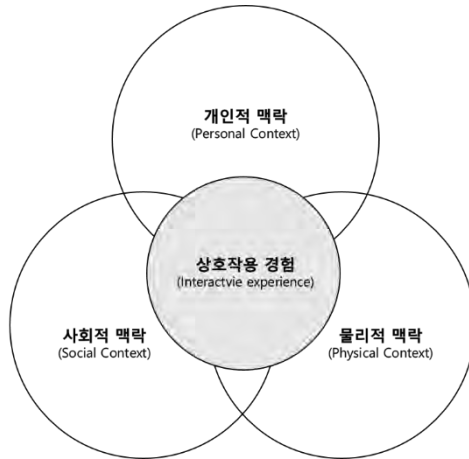 개인적 맥락
(Personal Context)
상호작용 경험
(Interactvie experience)
사회적 맥락
(Social Context)
물리적 맥락
(Physical Context)